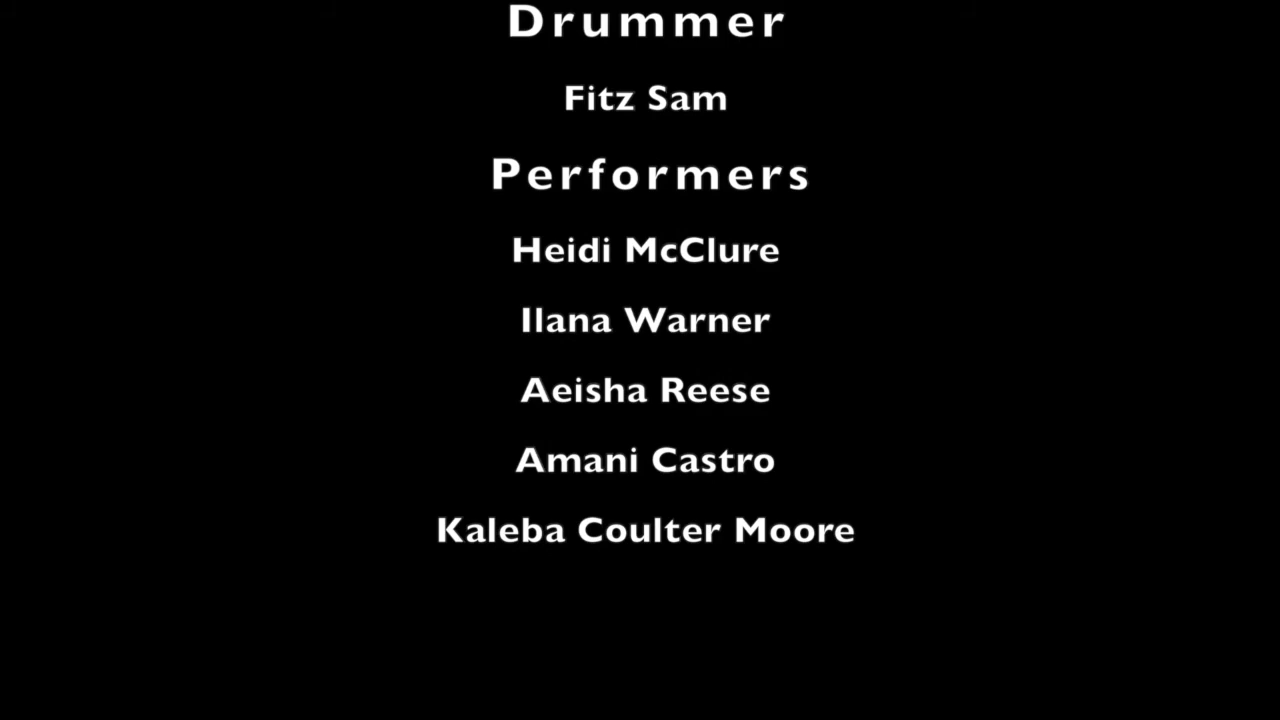 Drummer
Fitz Sam
Performers
Heidi McClure
Ilana Warner
Aeisha Reese
Amani Castro
Kaleba Coulter Moore